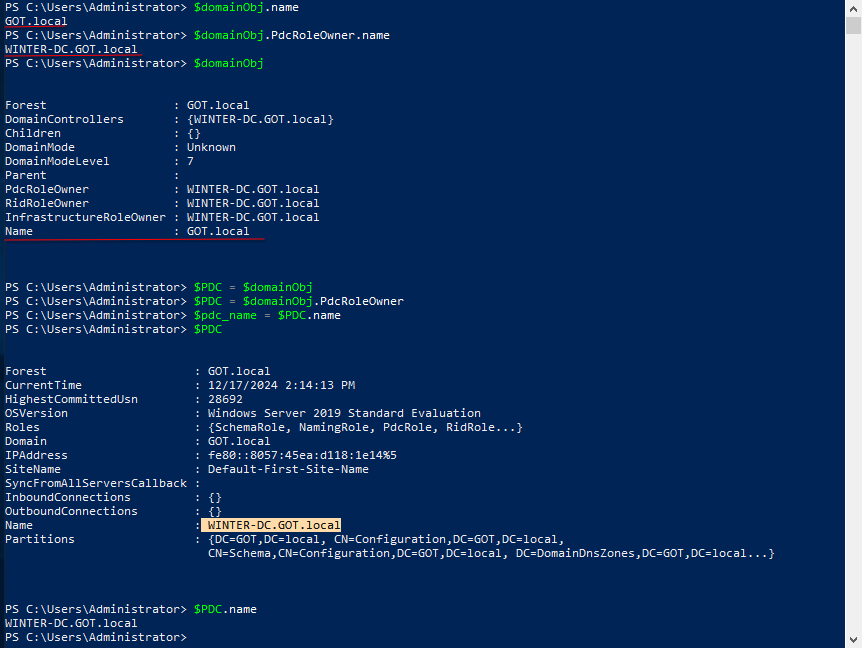 PS C:\Users\Administrator> $domainObj.name
GOT.local
PS C:\Users\Administrator> $domainObj.PdcRoleOwner.name
WINTER-DC.GOT.local
PS C:\Users\Administrator> $domainObj
Forest : GOT.local
DomainControllers : {WINTER-DC.GOT.local}
Children : {}
DomainMode : Unknown
DomainModeLevel : 7
Parent :
PdcRoleOwner : WINTER-DC.GOT.local
RidRoleOwner : WINTER-DC.GOT.local
InfrastructureRoleOwner : WINTER-DC.GOT.local
Name : GOT.local
PS C:\Users\Administrator> $PDC = $domainObj
PS C:\Users\Administrator> $PDC = $domainObj.PdcRoleOwner
PS C:\Users\Administrator> $pdc_name = $PDC.name
PS C:\Users\Administrator> $PDC
Forest : GOT.local
CurrentTime : 12/17/2024 2:14:13 PM
HighestCommittedUsn : 28692
OSVersion : Windows Server 2019 Standard Evaluation
Roles : {SchemaRole, NamingRole, PdcRole, RidRole...}
Domain : GOT.local
IPAddress : fe80::8057:45ea:d118:1e14%5
SiteName : Default-First-Site-Name
SyncFromAllServersCallback :
InboundConnections : {}
OutboundConnections : {}
Name : WINTER-DC.GOT.local
Partitions : {DC=GOT,DC=local, CN=Configuration,DC=GOT,DC=local,
CN=Schema,CN=Configuration,DC=GOT,DC=local, DC=DomainDnsZones,DC=GOT,DC=local...}
PS C:\Users\Administrator> $PDC.name
WINTER-DC.GOT.local
PS C:\Users\Administrator>